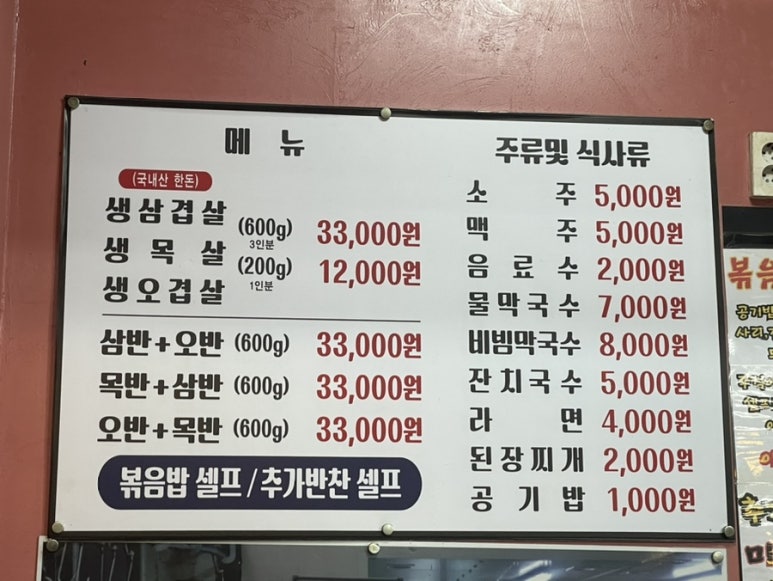 메 뉴
(국내산 한돈)
생삼겹살
생 목 살
생오겹살
(600g) 33,000원
3인분
(200g) 12,000원
1인분
삼반+오반 (600g) 33,000원
목반+삼반 (600g) 33,000원
오반+목반 (600g) 33,000원
볶음밥 셀프 / 추가반찬 셀프
주류및 식사류
소 주 5,000원
맥 주 5,000원
음 료 수 2,000원
물막국수 7,000원
비빔막국수 8,000원
잔치국수 5,000원
라 면 4,000원
된장찌개 2,000원
공 기 밥 1,000원
볶음